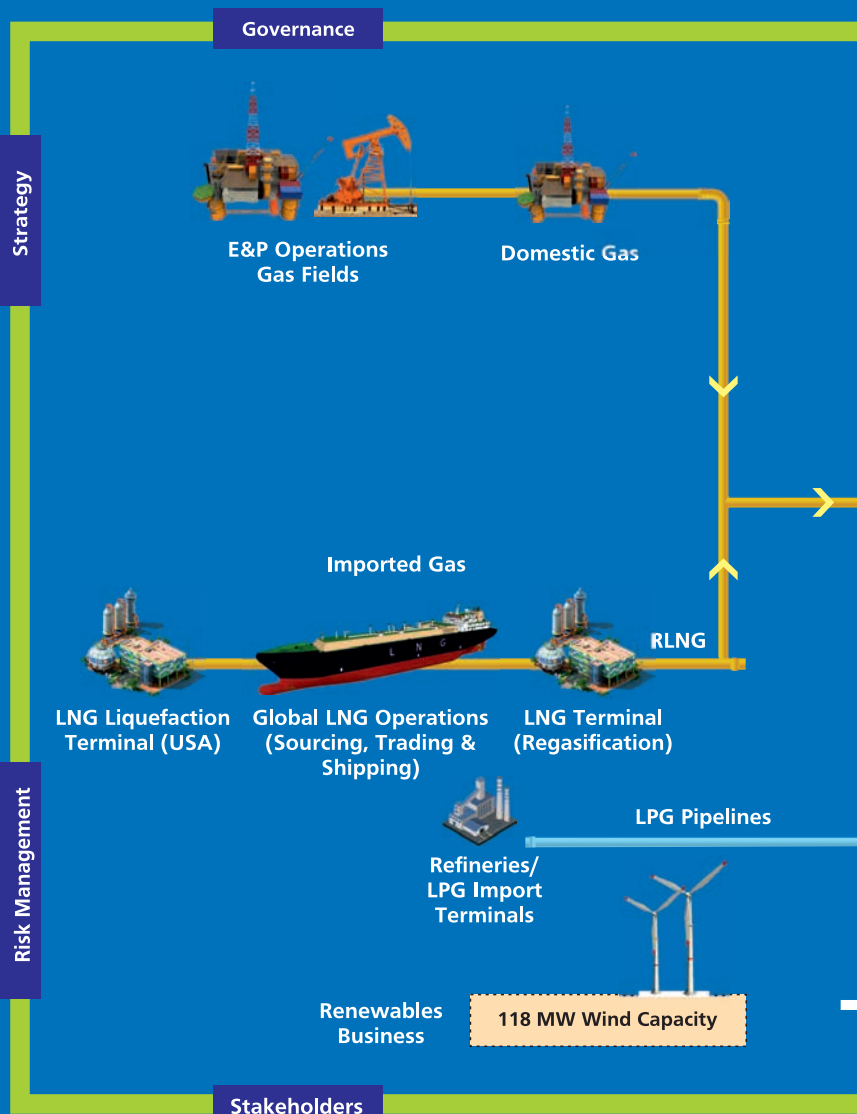 Governance
Strategy
E&P Operations
Gas Fields
Domestic Gas
Imported Gas
L N G
RLNG
LNG Liquefaction
Terminal (USA)
Global LNG Operations
(Sourcing, Trading &
Shipping)
LNG Terminal
(Regasification)
Risk Management
LPG Pipelines
Refineries/
LPG Import
Terminals
Renewables
Business
118 MW Wind Capacity
Stakeholders